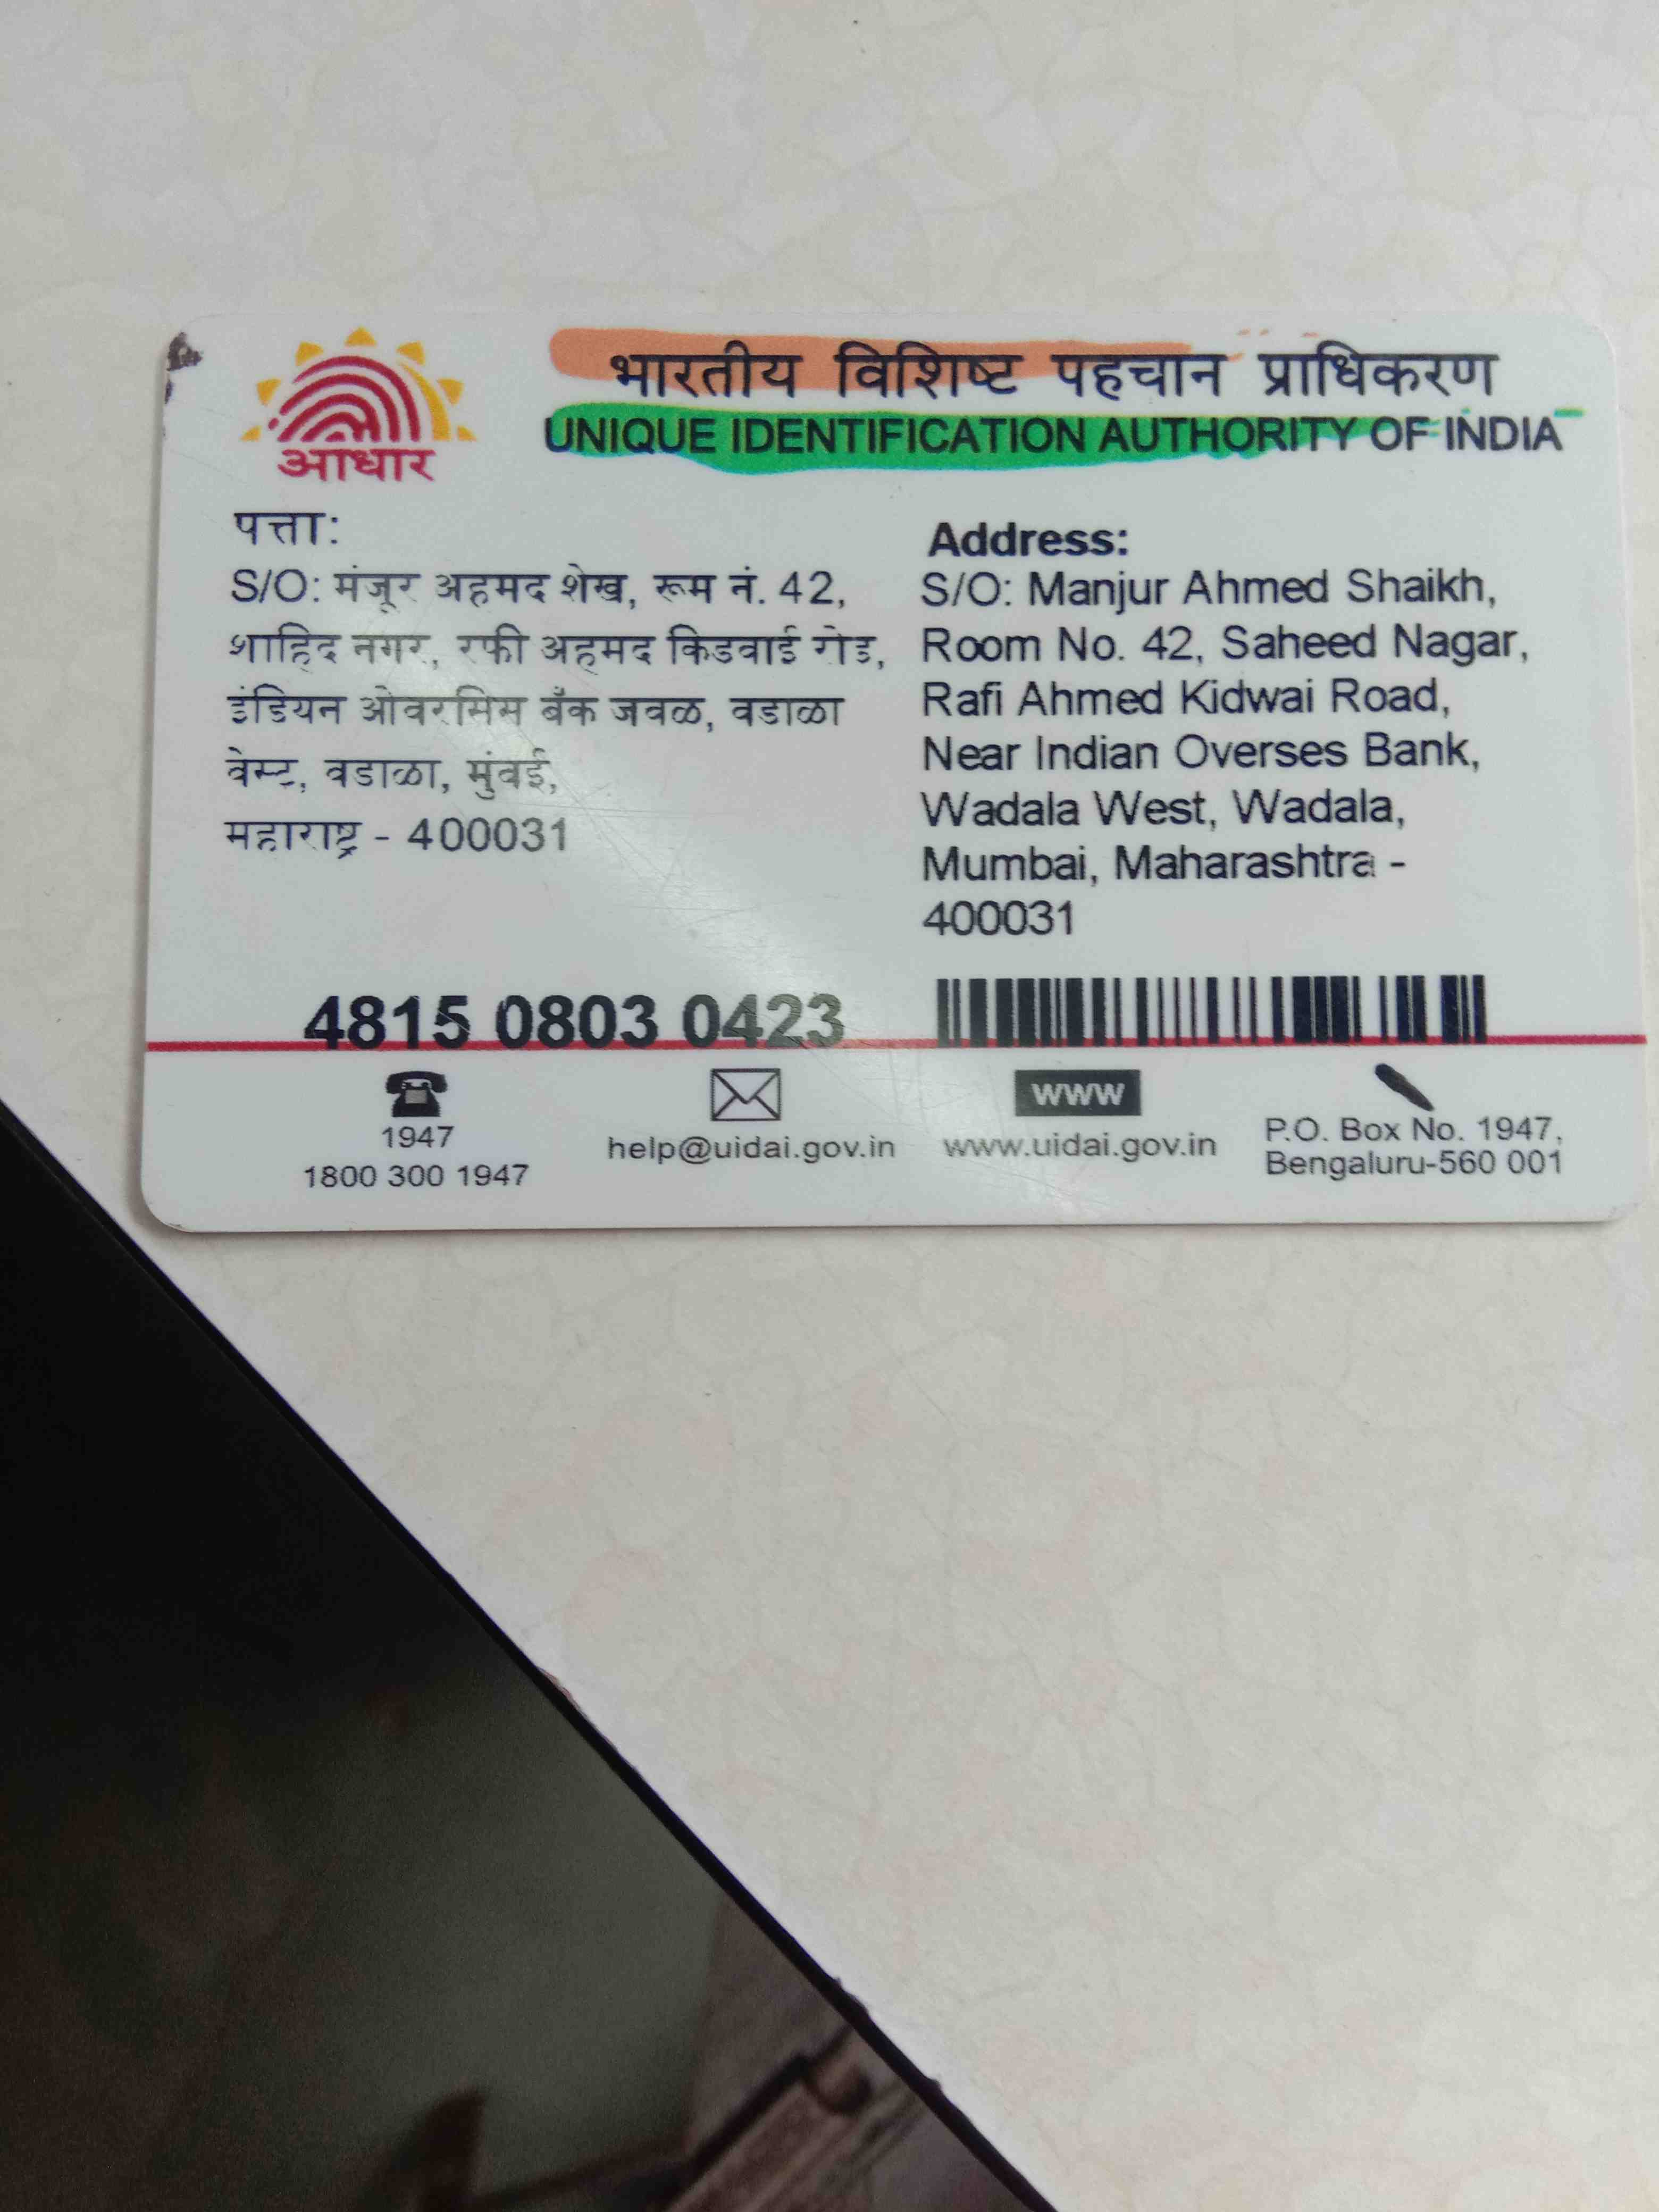 आधार
भारतीय विशिष्ट पहचान प्राधिकरण
UNIQUE IDENTIFICATION AUTHORITY OF INDIA
पत्ता:
S/O: मंजूर अहमद शेख, रूम नं. 42,
शाहिद नगर, रफी अहमद किडवाई रोड,
इंडियन ओवरसिस बँक जवळ, वडाळा
वेस्ट, वडाळा, मुंबई,
महाराष्ट्र - 400031
Address:
S/O: Manjur Ahmed Shaikh,
Room No. 42, Saheed Nagar,
Rafi Ahmed Kidwai Road,
Near Indian Overses Bank,
Wadala West, Wadala,
Mumbai, Maharashtra -
400031
4815 0803 0423
1947
1800 300 1947
help@uidai.gov.in
www
www.uidai.gov.in
P.O. Box No. 1947,
Bengaluru-560 001